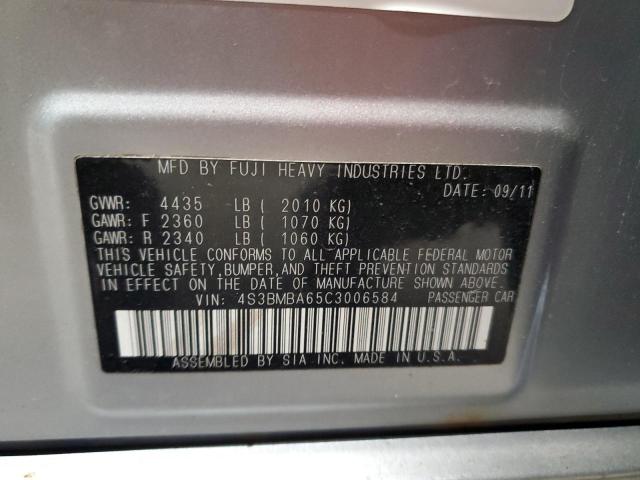 MFD BY FUJI HEAVY INDUSTRIES LTD.
DATE: 09/11
GVWR: 4435 LB ( 2010 KG)
GAWR: F 2360 LB ( 1070 KG)
GAWR: R 2340 LB ( 1060 KG)
THIS VEHICLE CONFORMS TO ALL APPLICABLE FEDERAL MOTOR
VEHICLE SAFETY,BUMPER,AND THEFT PREVENTION STANDARDS
IN EFFECT ON THE DATE OF MANUFACTURE SHOWN ABOVE.
VIN: 4S3BMBA65C3006584 PASSENGER CAR
ASSEMBLED BY SIA INC. MADE IN U.S.A.